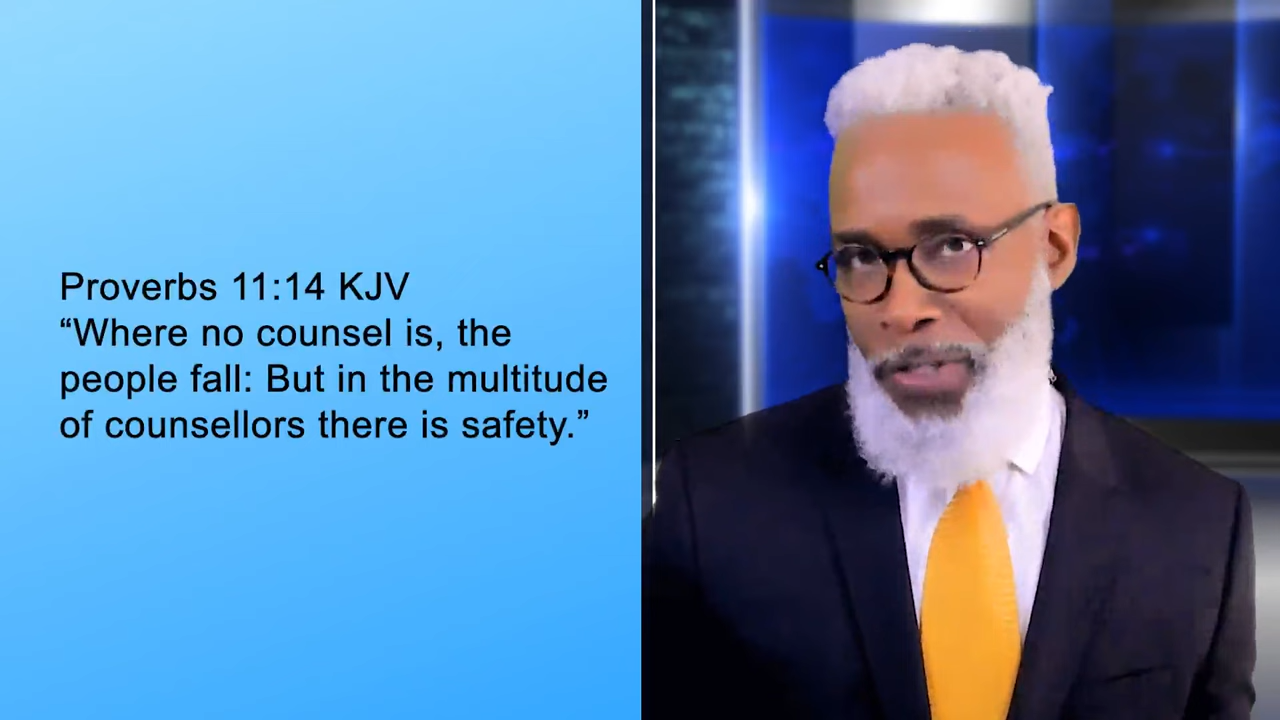 Proverbs 11:14 KJV
“Where no counsel is, the
people fall: But in the multitude
of counsellors there is safety.”